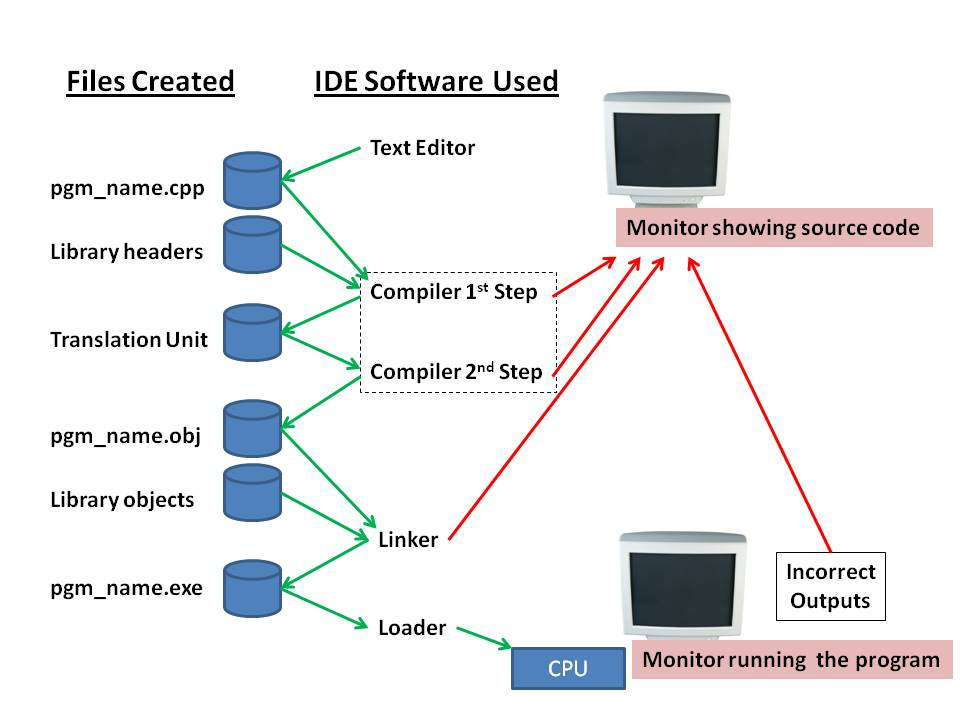 Files Created
IDE Software Used
Text Editor
pgm_name.cpp
Monitor showing source code
Library headers
Compiler 1st Step
Translation Unit
Compiler 2nd Step
pgm_name.obj
Library objects
Linker
Incorrect
Outputs
pgm_name.exe
Loader
CPU
Monitor running the program